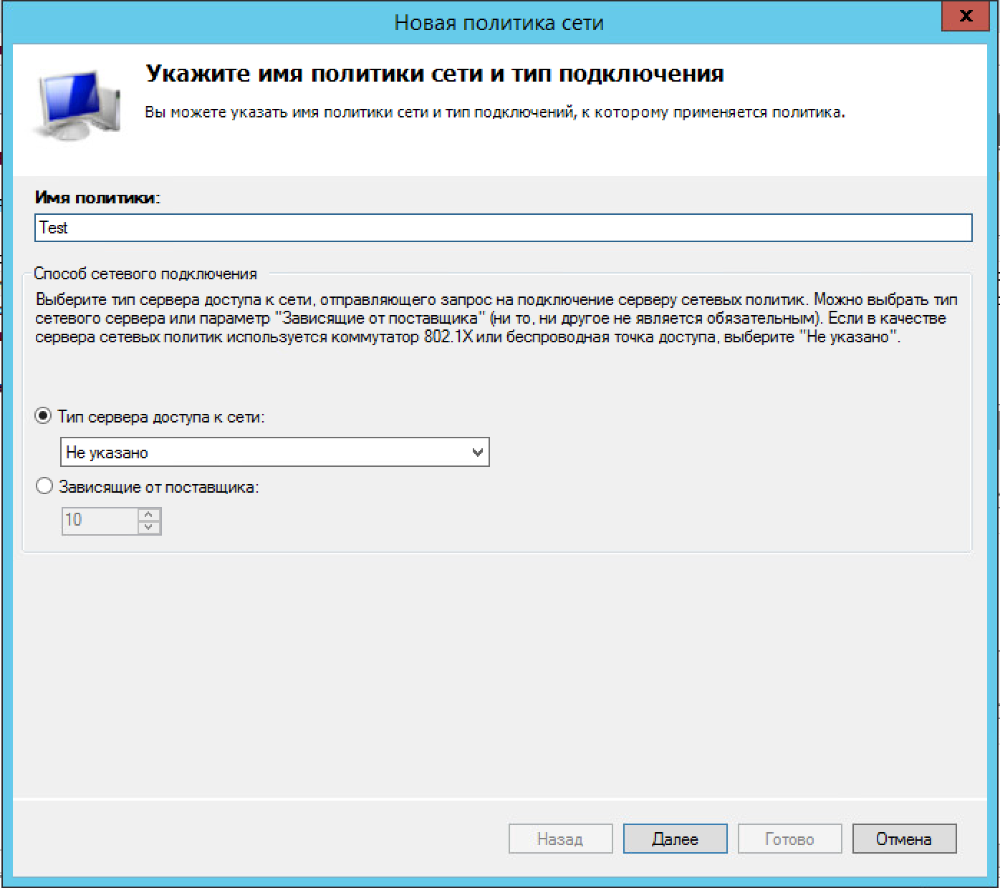 Новая политика сети
x
Укажите имя политики сети и тип подключения
Вы можете указать имя политики сети и тип подключений, к которому применяется политика.
Имя политики:
Test
Способ сетевого подключения
Выберите тип сервера доступа к сети, отправляющего запрос на подключение серверу сетевых политик. Можно выбрать тип
сетевого сервера или параметр "Зависящие от поставщика" (ни то, ни другое не является обязательным). Если в качестве
сервера сетевых политик используется коммутатор 802.1X или беспроводная точка доступа, выберите "Не указано".
Тип сервера доступа к сети:
Не указано
Зависящие от поставщика:
10
Назад Далее Готово Отмена